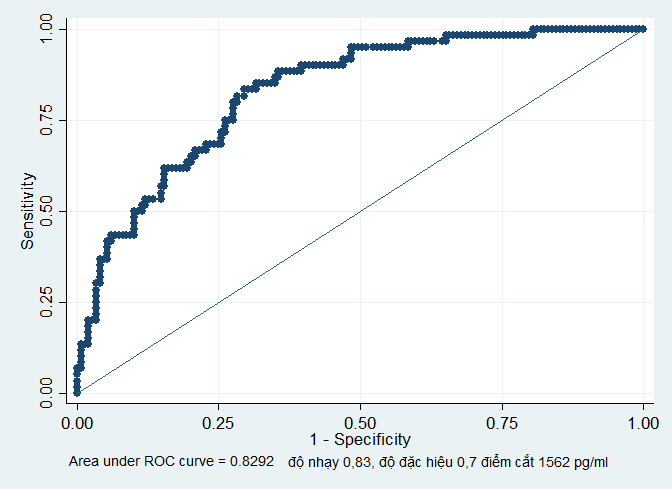 1.00
0.75
0.50
0.25
0.00
Sensitivity
0.00 0.25 0.50 0.75 1.00
1 - Specificity
Area under ROC curve = 0.8292 độ nhạy 0,83, độ đặc hiệu 0,7 điểm cắt 1562 pg/ml